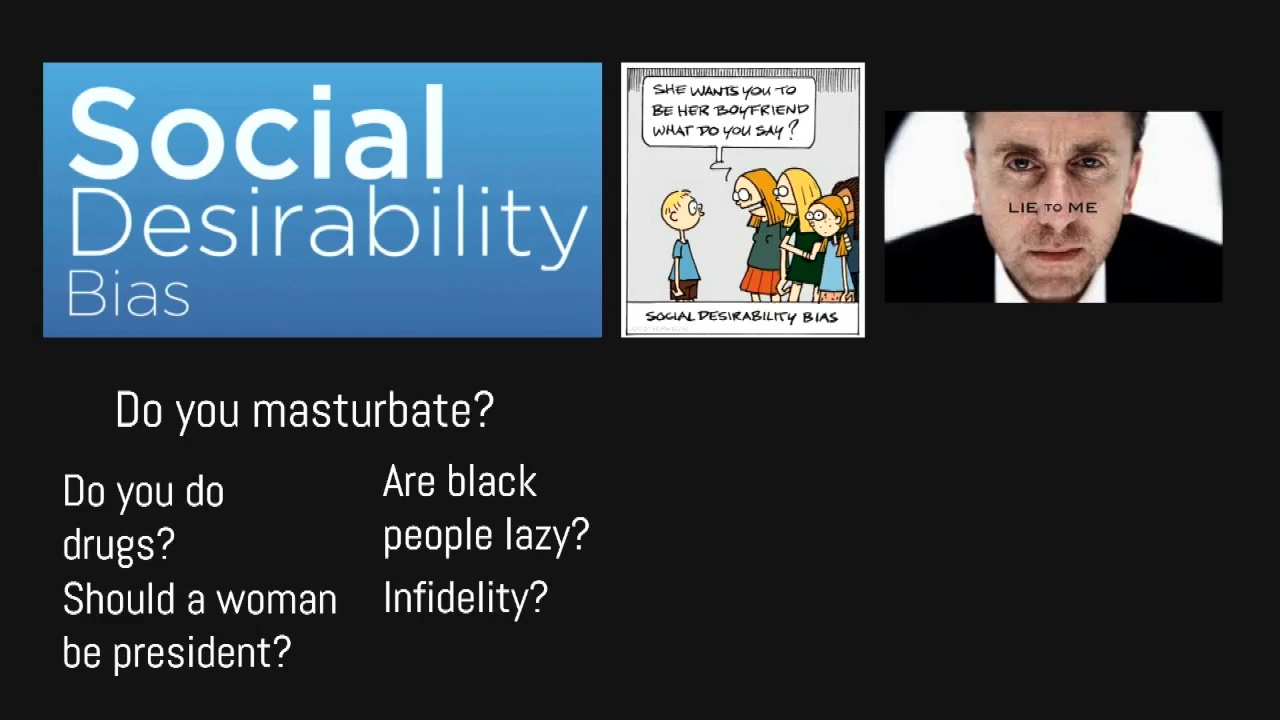 Social
Desirability
Bias
SHE WANTS YOU TO
BE HER BOYFRIEND
WHAT DO YOU SAY?
SOCIAL DESIRABILITY BIAS
LIE TO ME
Do you masturbate?
Do you do
drugs?
Should a woman
be president?
Are black
people lazy?
Infidelity?